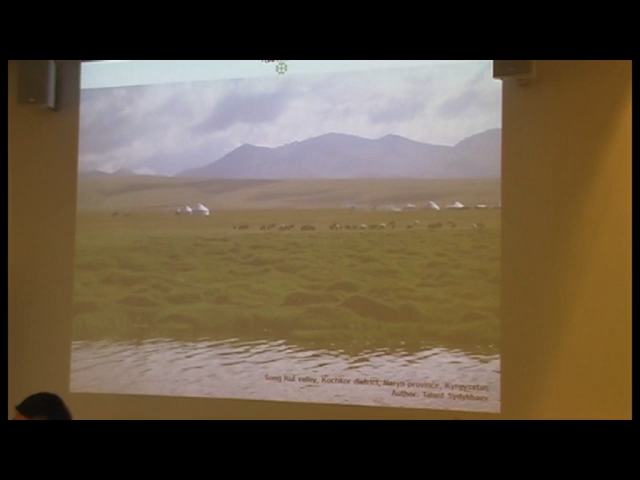 Song Kul valley, Kochkor district, Naryn province, Kyrgyzstan
Author: Talant Sydykbaev